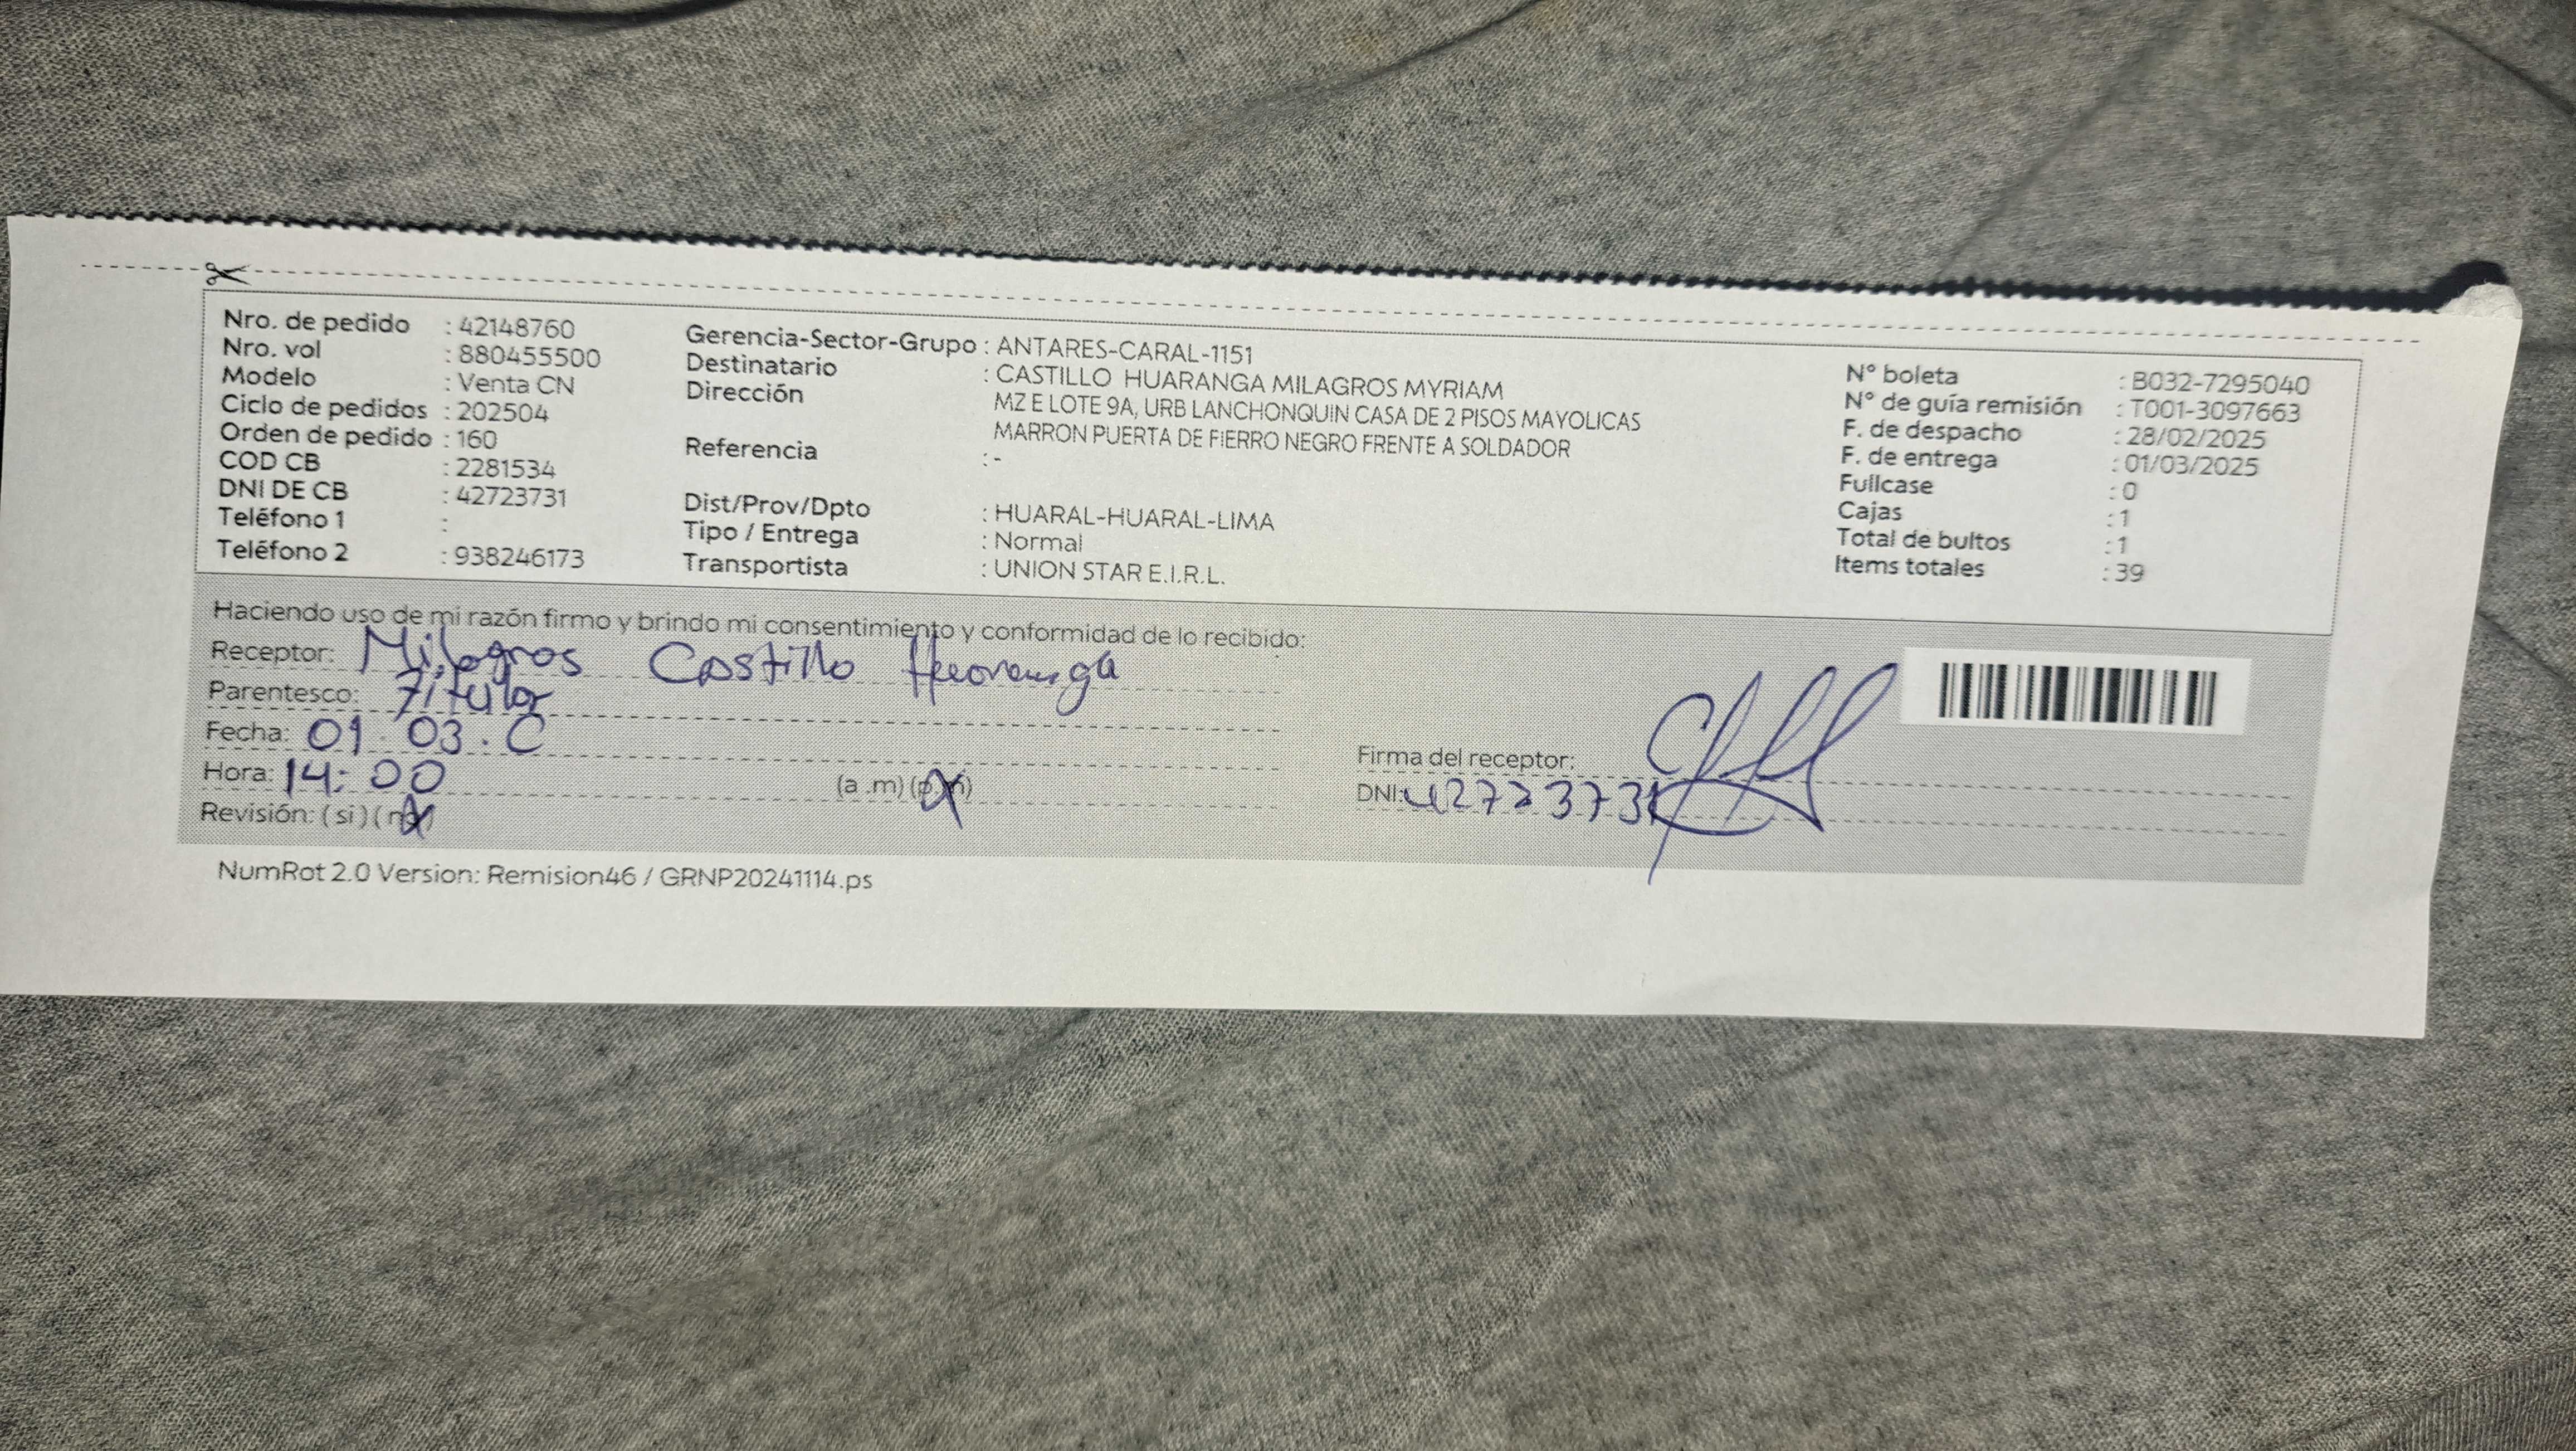 Nro. de pedido : 42148760
Nro. vol : 880455500
Modelo : Venta CN
Ciclo de pedidos : 202504
Orden de pedido : 160
COD CB : 2281534
DNI DE CB : 42723731
Teléfono 1 :
Teléfono 2 : 938246173
Gerencia-Sector-Grupo : ANTARES-CARAL-1151
Destinatario : CASTILLO HUARANGA MILAGROS MYRIAM
Dirección MZ E LOTE 9A, URB LANCHONQUIN CASA DE 2 PISOS MAYOLICAS
MARRON PUERTA DE FIERRO NEGRO FRENTE A SOLDADOR
Referencia : -
Dist/Prov/Dpto : HUARAL-HUARAL-LIMA
Tipo / Entrega : Normal
Transportista : UNION STAR E.I.R.L.
N° boleta : B032-7295040
N° de guía remisión : T001-3097663
F. de despacho : 28/02/2025
F. de entrega : 01/03/2025
Fullcase : 0
Cajas : 1
Total de bultos : 1
Items totales : 39
Haciendo uso de mi razón firmo y brindo mi consentimiento y conformidad de lo recibido:
Receptor: Milagros Castillo Huaranga
Parentesco: Titular
Fecha: 01. 03. C
Hora: 14:00 (a.m) (p.m)
Revisión: (si) (no)
Firma del receptor:
DNI: 42723731
NumRot 2.0 Version: Remision46 / GRNP20241114.ps